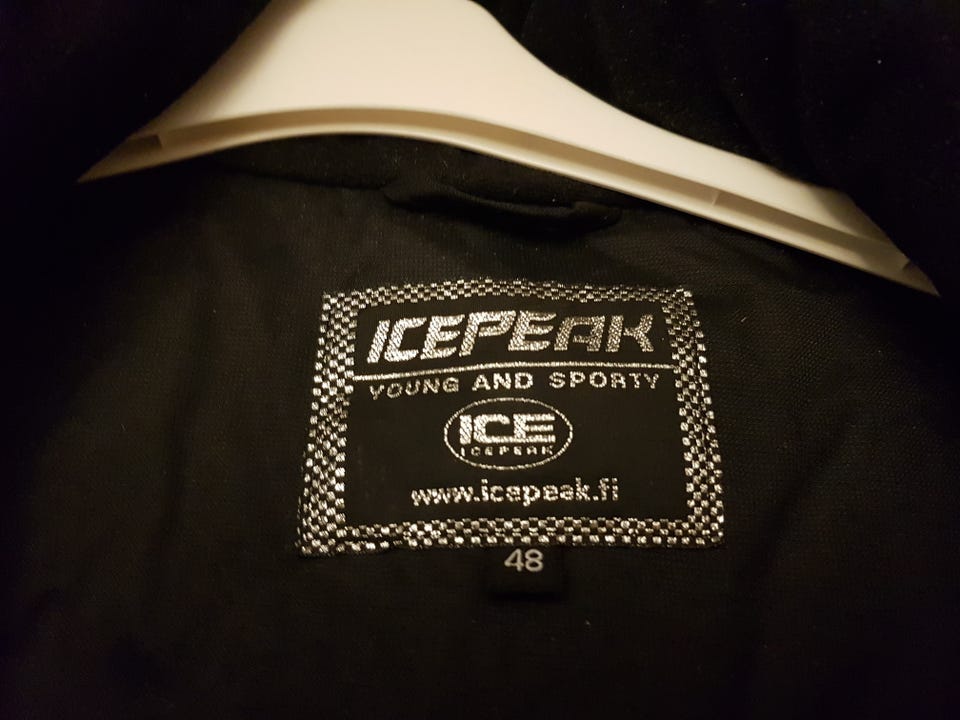 ICEPEAK
YOUNG AND SPORTY
ICE
ICEPEAK
www.icepeak.fi
48